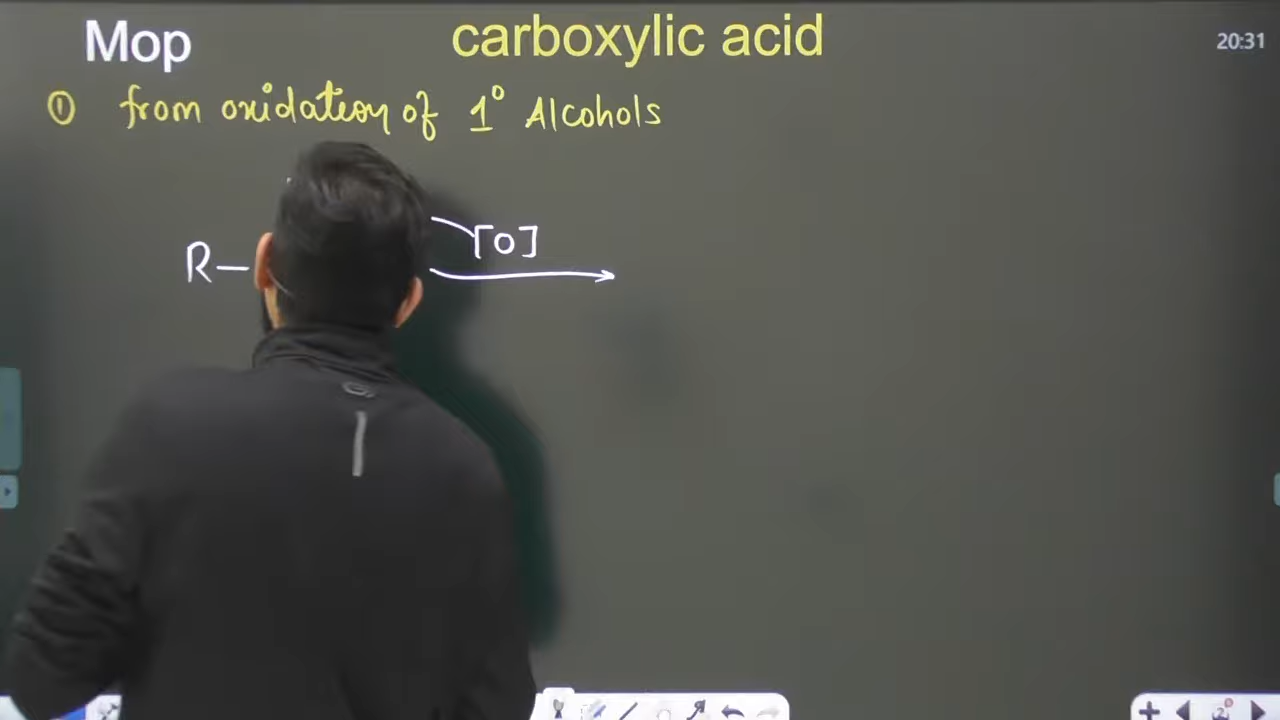 Mop carboxylic acid 20:31
① from oxidation of 1° Alcohols
R— [O]